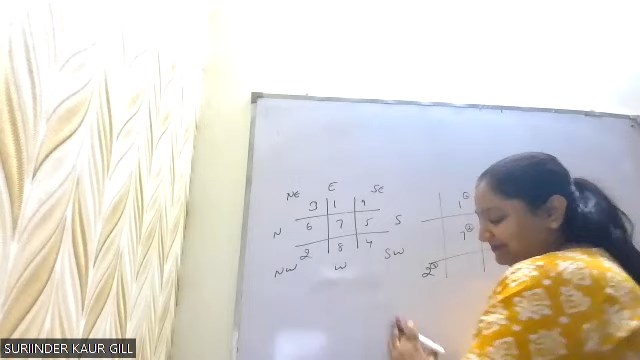 E
NE SE
3 1 9
1
N 6 7 5 S
7
2 8 4
NW W SW
2
SURIINDER KAUR GILL